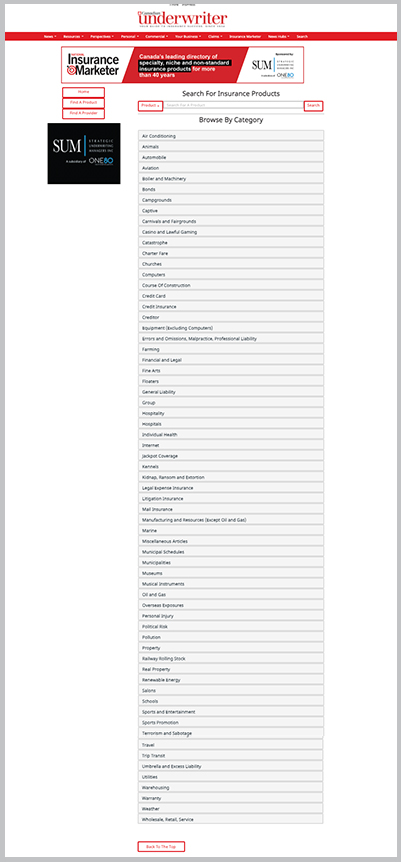 Canadian
underwriter
News Resources Perspectives Personal Commercial Your Business Claims Insurance Marketer News Hubs Search
Insurance
Marketer
Canada's leading directory of
specialty, niche and non-standard
insurance products for more
than 40 years
Sponsored by
SUM
STRATEGIC
UNDERWRITING
MANAGERS INC.
A subsidiary of ONE80
Home
Find A Product
Find A Provider
SUM
STRATEGIC
UNDERWRITING
MANAGERS INC.
A subsidiary of ONE80
Search For Insurance Products
Product Search For A Product Search
Browse By Category
Air Conditioning
Animals
Automobile
Aviation
Boiler and Machinery
Bonds
Campgrounds
Captive
Carnivals and Fairgrounds
Casino and Lawful Gaming
Catastrophe
Charter Fare
Churches
Computers
Course Of Construction
Credit Card
Credit Insurance
Creditor
Equipment (Excluding Computers)
Errors and Omissions, Malpractice, Professional Liability
Farming
Financial and Legal
Fine Arts
Floaters
General Liability
Group
Hospitality
Hospitals
Individual Health
Internet
Jackpot Coverage
Kennels
Kidnap, Ransom and Extortion
Legal Expense Insurance
Litigation Insurance
Mail Insurance
Manufacturing and Resources (Except Oil and Gas)
Marine
Miscellaneous Articles
Municipal Schedules
Municipalities
Museums
Musical Instruments
Oil and Gas
Overseas Exposures
Personal Injury
Political Risk
Pollution
Property
Railway Rolling Stock
Real Property
Renewable Energy
Salons
Schools
Sports and Entertainment
Sports Promotion
Terrorism and Sabotage
Travel
Trip Transit
Umbrella and Excess Liability
Utilities
Warehousing
Warranty
Weather
Wholesale, Retail, Service
Back To The Top